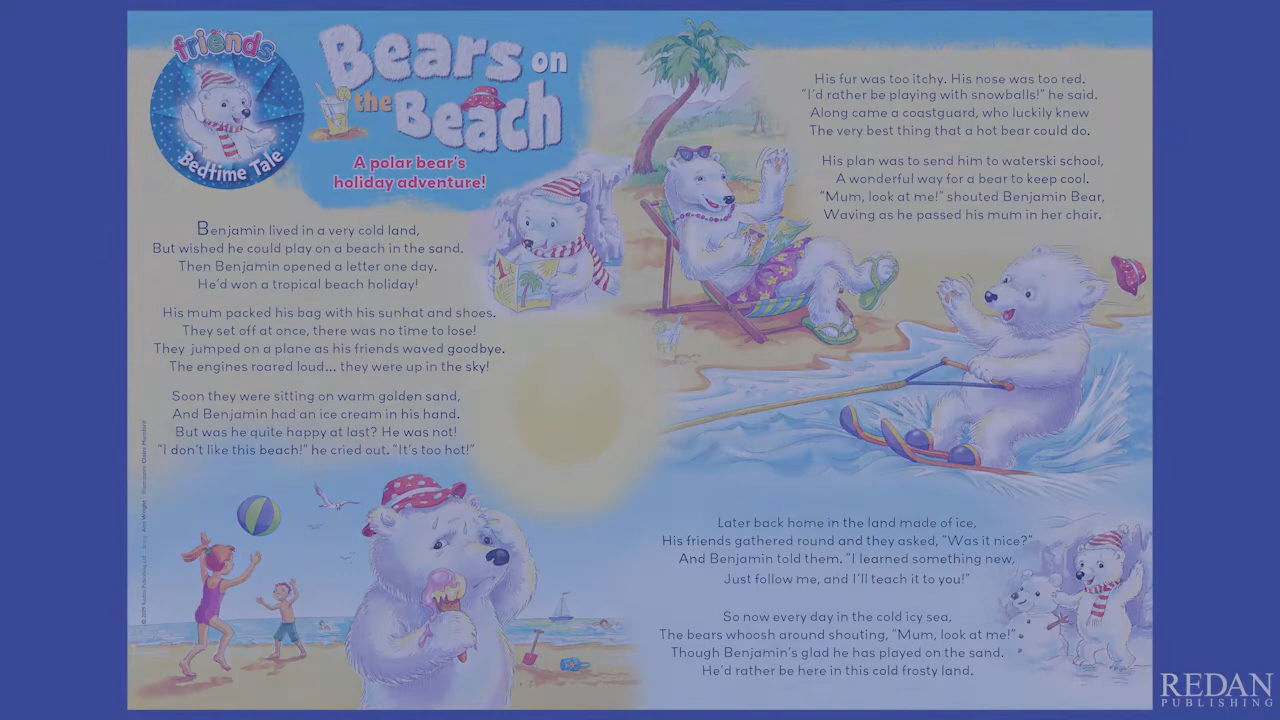 friends
Bedtime Tale
Bears on
the Beach
A polar bear's
holiday adventure!
Benjamin lived in a very cold land,
But wished he could play on a beach in the sand.
Then Benjamin opened a letter one day.
He'd won a tropical beach holiday!
His mum packed his bag with his sunhat and shoes.
They set off at once, there was no time to lose!
They jumped on a plane as his friends waved goodbye.
The engines roared loud... they were up in the sky!
Soon they were sitting on warm golden sand,
And Benjamin had an ice cream in his hand.
But was he quite happy at last? He was not!
"I don't like this beach!" he cried out. "It's too hot!"
His fur was too itchy. His nose was too red.
"I'd rather be playing with snowballs!" he said.
Along came a coastguard, who luckily knew
The very best thing that a hot bear could do.
His plan was to send him to waterski school,
A wonderful way for a bear to keep cool.
"Mum, look at me!" shouted Benjamin Bear,
Waving as he passed his mum in her chair.
Later back home in the land made of ice,
His friends gathered round and they asked, "Was it nice?"
And Benjamin told them. "I learned something new,
Just follow me, and I'll teach it to you!"
So now every day in the cold icy sea,
The bears whoosh around shouting, "Mum, look at me!"
Though Benjamin's glad he has played on the sand.
He'd rather be here in this cold frosty land.
REDAN
PUBLISHING